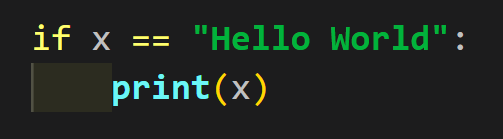 if x == "Hello World":
    print(x)